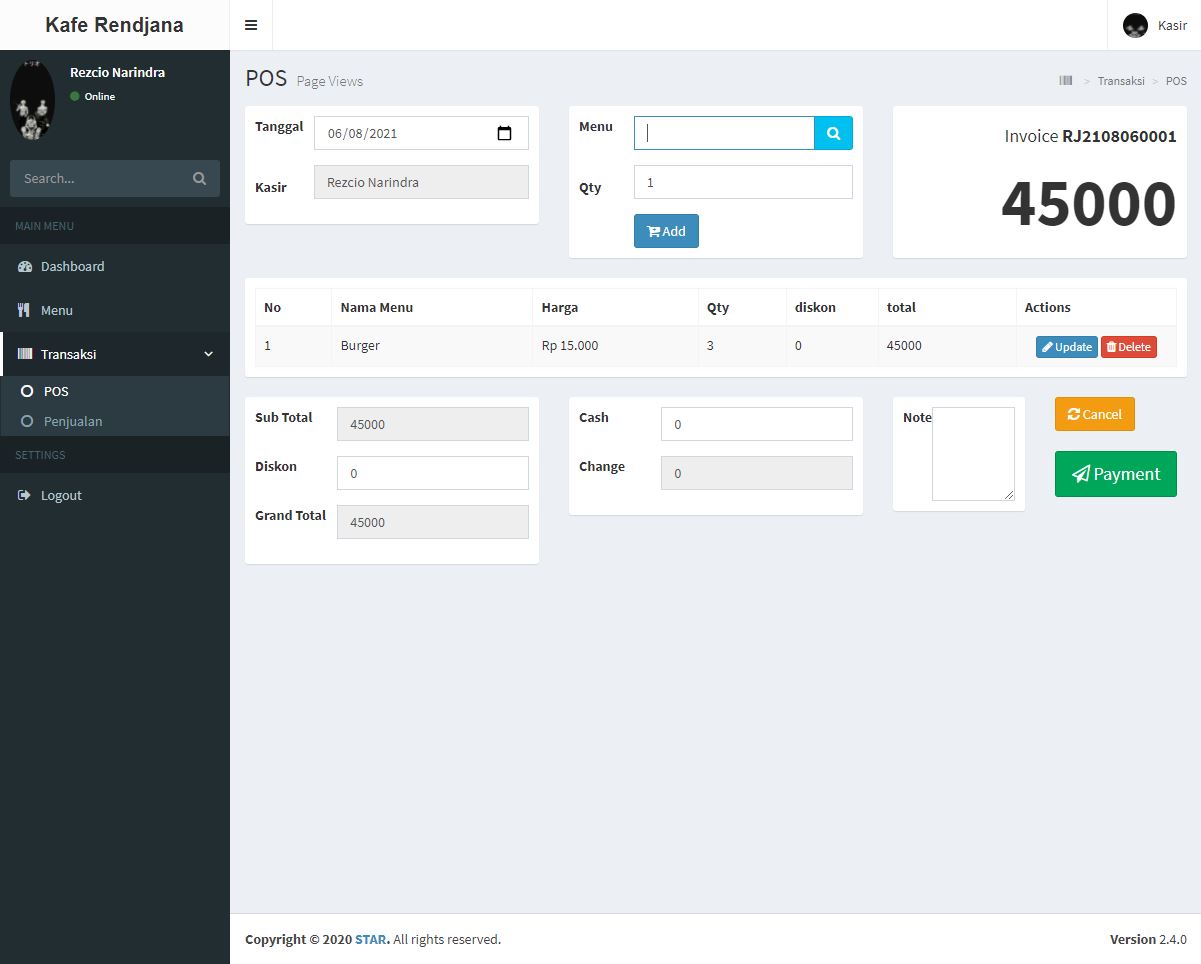 Kafe Rendjana
Kasir
Rezcio Narindra
Online
Search...
MAIN MENU
Dashboard
Menu
Transaksi
POS
Penjualan
SETTINGS
Logout
POS Page Views
> Transaksi > POS
Tanggal 06/08/2021
Kasir Rezcio Narindra
Menu
Qty 1
Add
Invoice RJ2108060001
45000
No Nama Menu Harga Qty diskon total Actions
1 Burger Rp 15.000 3 0 45000 Update Delete
Sub Total 45000
Diskon 0
Grand Total 45000
Cash 0
Change 0
Note
Cancel
Payment
Copyright © 2020 STAR. All rights reserved.
Version 2.4.0